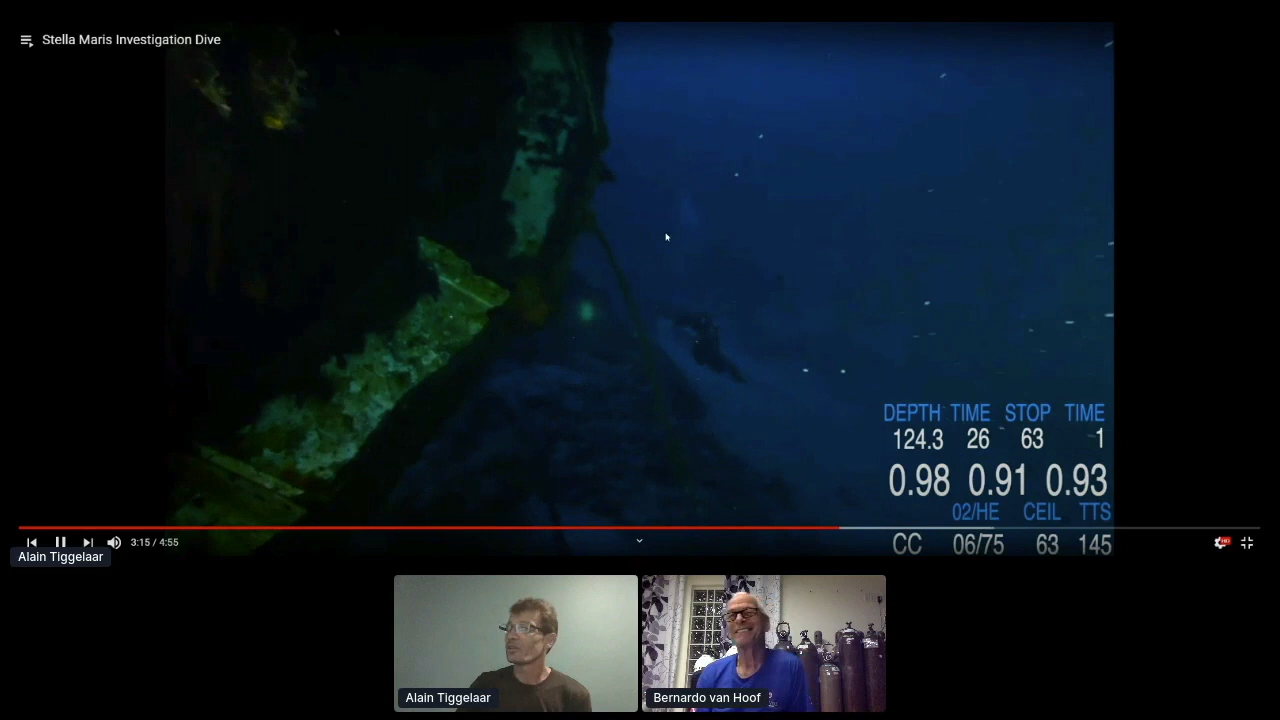 Stella Maris Investigation Dive
DEPTH TIME STOP TIME
124.3 26 63 1
0.98 0.91 0.93
02/HE CEIL TTS
CC 06/75 63 145
3:15 / 4:55
HD
Alain Tiggelaar
Alain Tiggelaar
Bernardo van Hoof